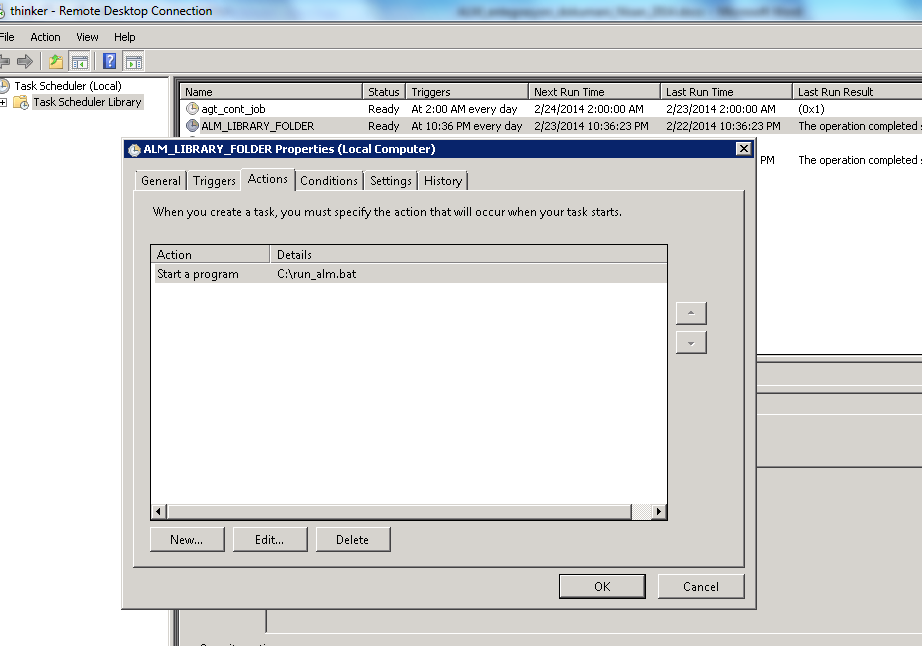 thinker - Remote Desktop Connection
File Action View Help
Task Scheduler (Local)
Task Scheduler Library
Name Status Triggers Next Run Time Last Run Time Last Run Result
agt_cont_job Ready At 2:00 AM every day 2/24/2014 2:00:00 AM 2/23/2014 2:00:00 AM (0x1)
ALM_LIBRARY_FOLDER Ready At 10:36 PM every day 2/23/2014 10:36:23 PM 2/22/2014 10:36:23 PM The operation completed s
PM The operation completed s
ALM_LIBRARY_FOLDER Properties (Local Computer)
General Triggers Actions Conditions Settings History
When you create a task, you must specify the action that will occur when your task starts.
Action Details
Start a program C:\run_alm.bat
New... Edit... Delete
OK Cancel